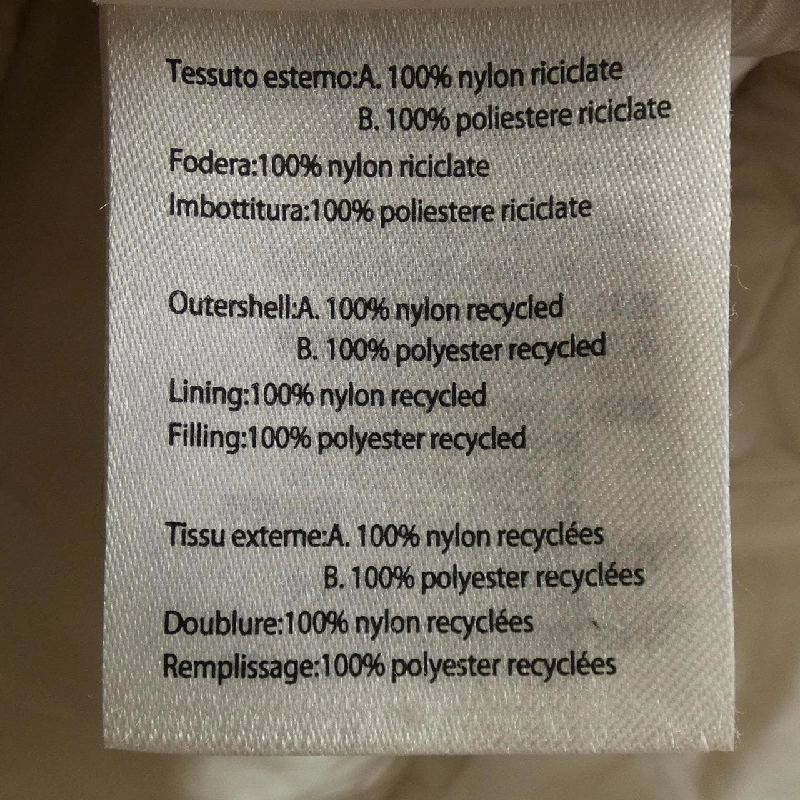 Tessuto esterno:A. 100% nylon riciclate
B. 100% poliestere riciclate
Fodera:100% nylon riciclate
Imbottitura:100% poliestere riciclate
Outershell:A. 100% nylon recycled
B. 100% polyester recycled
Lining:100% nylon recycled
Filling:100% polyester recycled
Tissu externe:A. 100% nylon recyclées
B. 100% polyester recyclées
Doublure:100% nylon recyclées
Remplissage:100% polyester recyclées